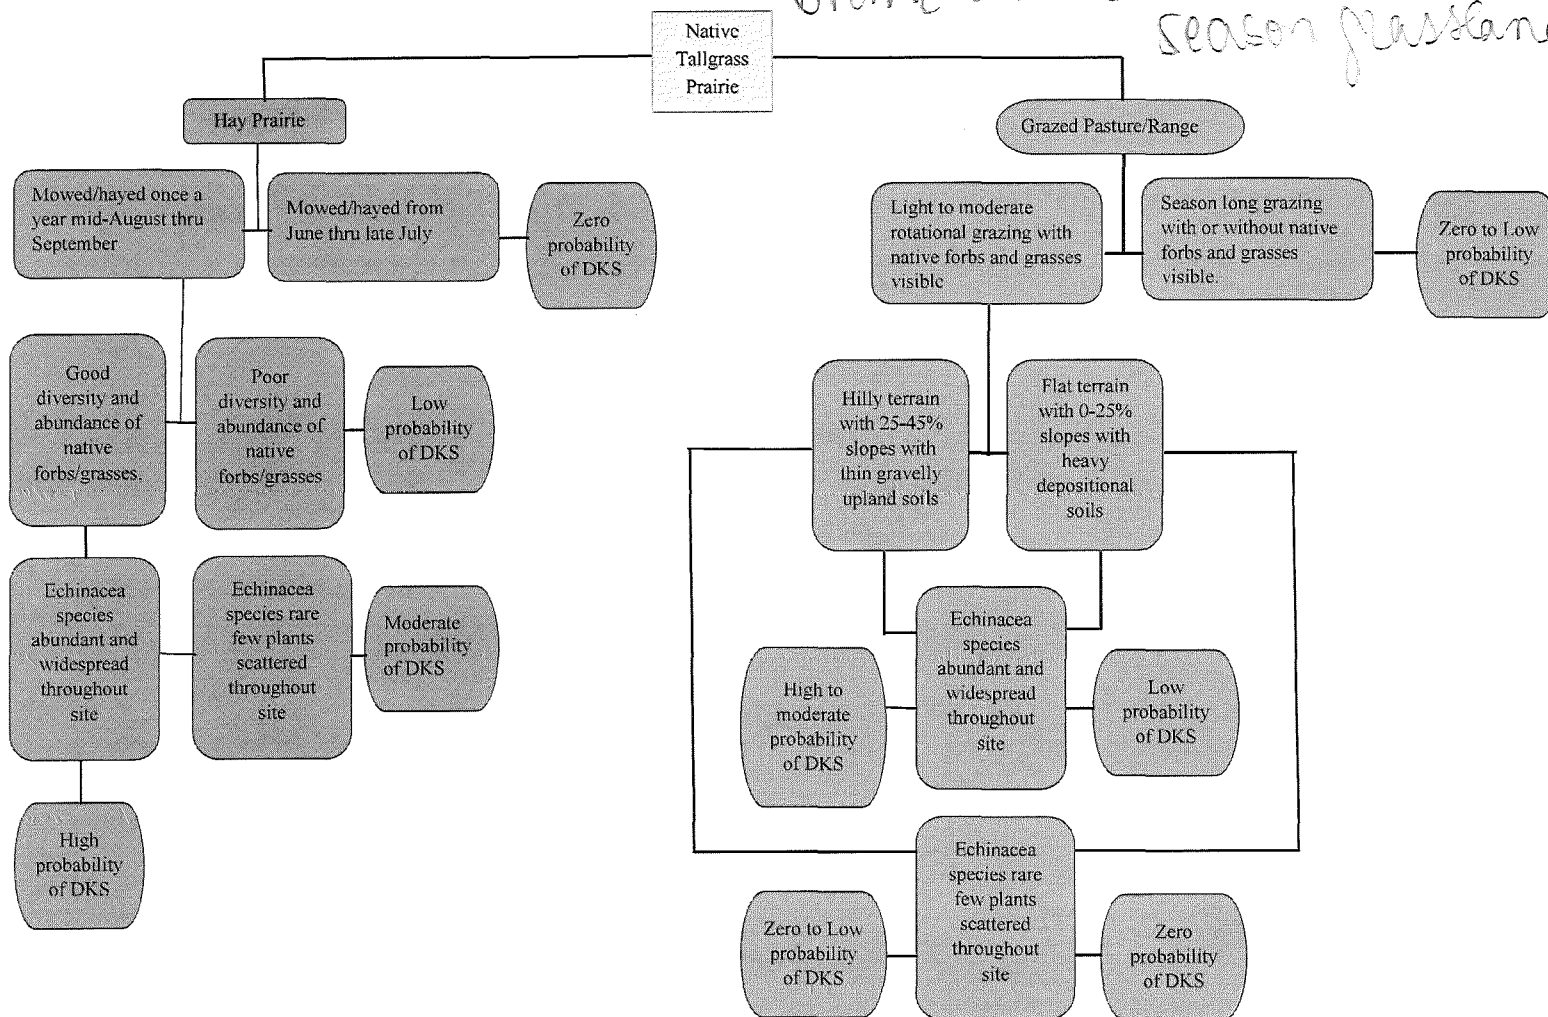 season
Native
Tallgrass
Prairie
Hay Prairie
Grazed Pasture/Range
Mowed/hayed once a
year mid-August thru
September
Mowed/hayed from
June thru late July
Zero
probability
of DKS
Light to moderate
rotational grazing with
native forbs and grasses
visible
Season long grazing
with or without native
forbs and grasses
visible.
Zero to Low
probability
of DKS
Good
diversity and
abundance of
native
forbs/grasses.
Poor
diversity and
abundance of
native
forbs/grasses
Low
probability
of DKS
Hilly terrain
with 25-45%
slopes with
thin gravelly
upland soils
Flat terrain
with 0-25%
slopes with
heavy
depositional
soils
Echinacea
species
abundant and
widespread
throughout
site
Echinacea
species rare
few plants
scattered
throughout
site
Moderate
probability
of DKS
Echinacea
species
abundant and
widespread
throughout
site
High to
moderate
probability
of DKS
Low
probability
of DKS
High
probability
of DKS
Echinacea
species rare
few plants
scattered
throughout
site
Zero to Low
probability
of DKS
Zero
probability
of DKS